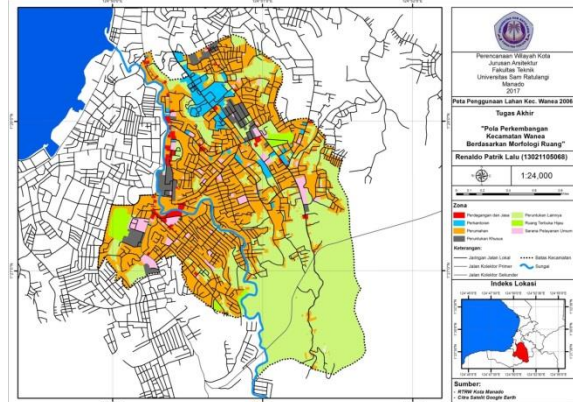 Perencanaan Wilayah Kota
Jurusan Arsitektur
Fakultas Teknik
Universitas Sam Ratulangi
Manado
2017
Peta Penggunaan Lahan Kec. Wanea 2006
Tugas Akhir
"Pola Perkembangan
Kecamatan Wanea
Berdasarkan Morfologi Ruang"
Renaldo Patrik Lalu (13021105068)
1:24,000
Zona
Perdagangan dan Jasa
Perkantoran
Perumahan
Peruntukan Khusus
Peruntukan Lainnya
Ruang Terbuka Hijau
Sarana Pelayanan Umum
Keterangan:
Jaringan Jalan Lokal
Jalan Kolektor Primer
Jalan Kolektor Sekunder
Batas Kecamatan
Sungai
Indeks Lokasi
Sumber:
- RTRW Kota Manado
- Citra Satelit Google Earth